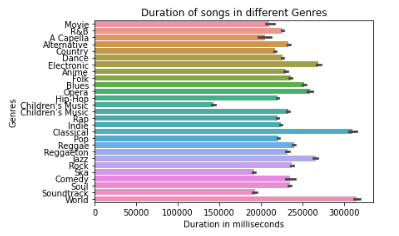 Duration of songs in different Genres
Genres
Movie
R&B
A Capella
Alternative
Country
Dance
Electronic
Anime
Folk
Blues
Opera
Hip-Hop
Children's Music
Children’s Music
Rap
Indie
Classical
Pop
Reggae
Reggaeton
Jazz
Rock
Ska
Comedy
Soul
Soundtrack
World
0 50000 100000 150000 200000 250000 300000
Duration in milliseconds